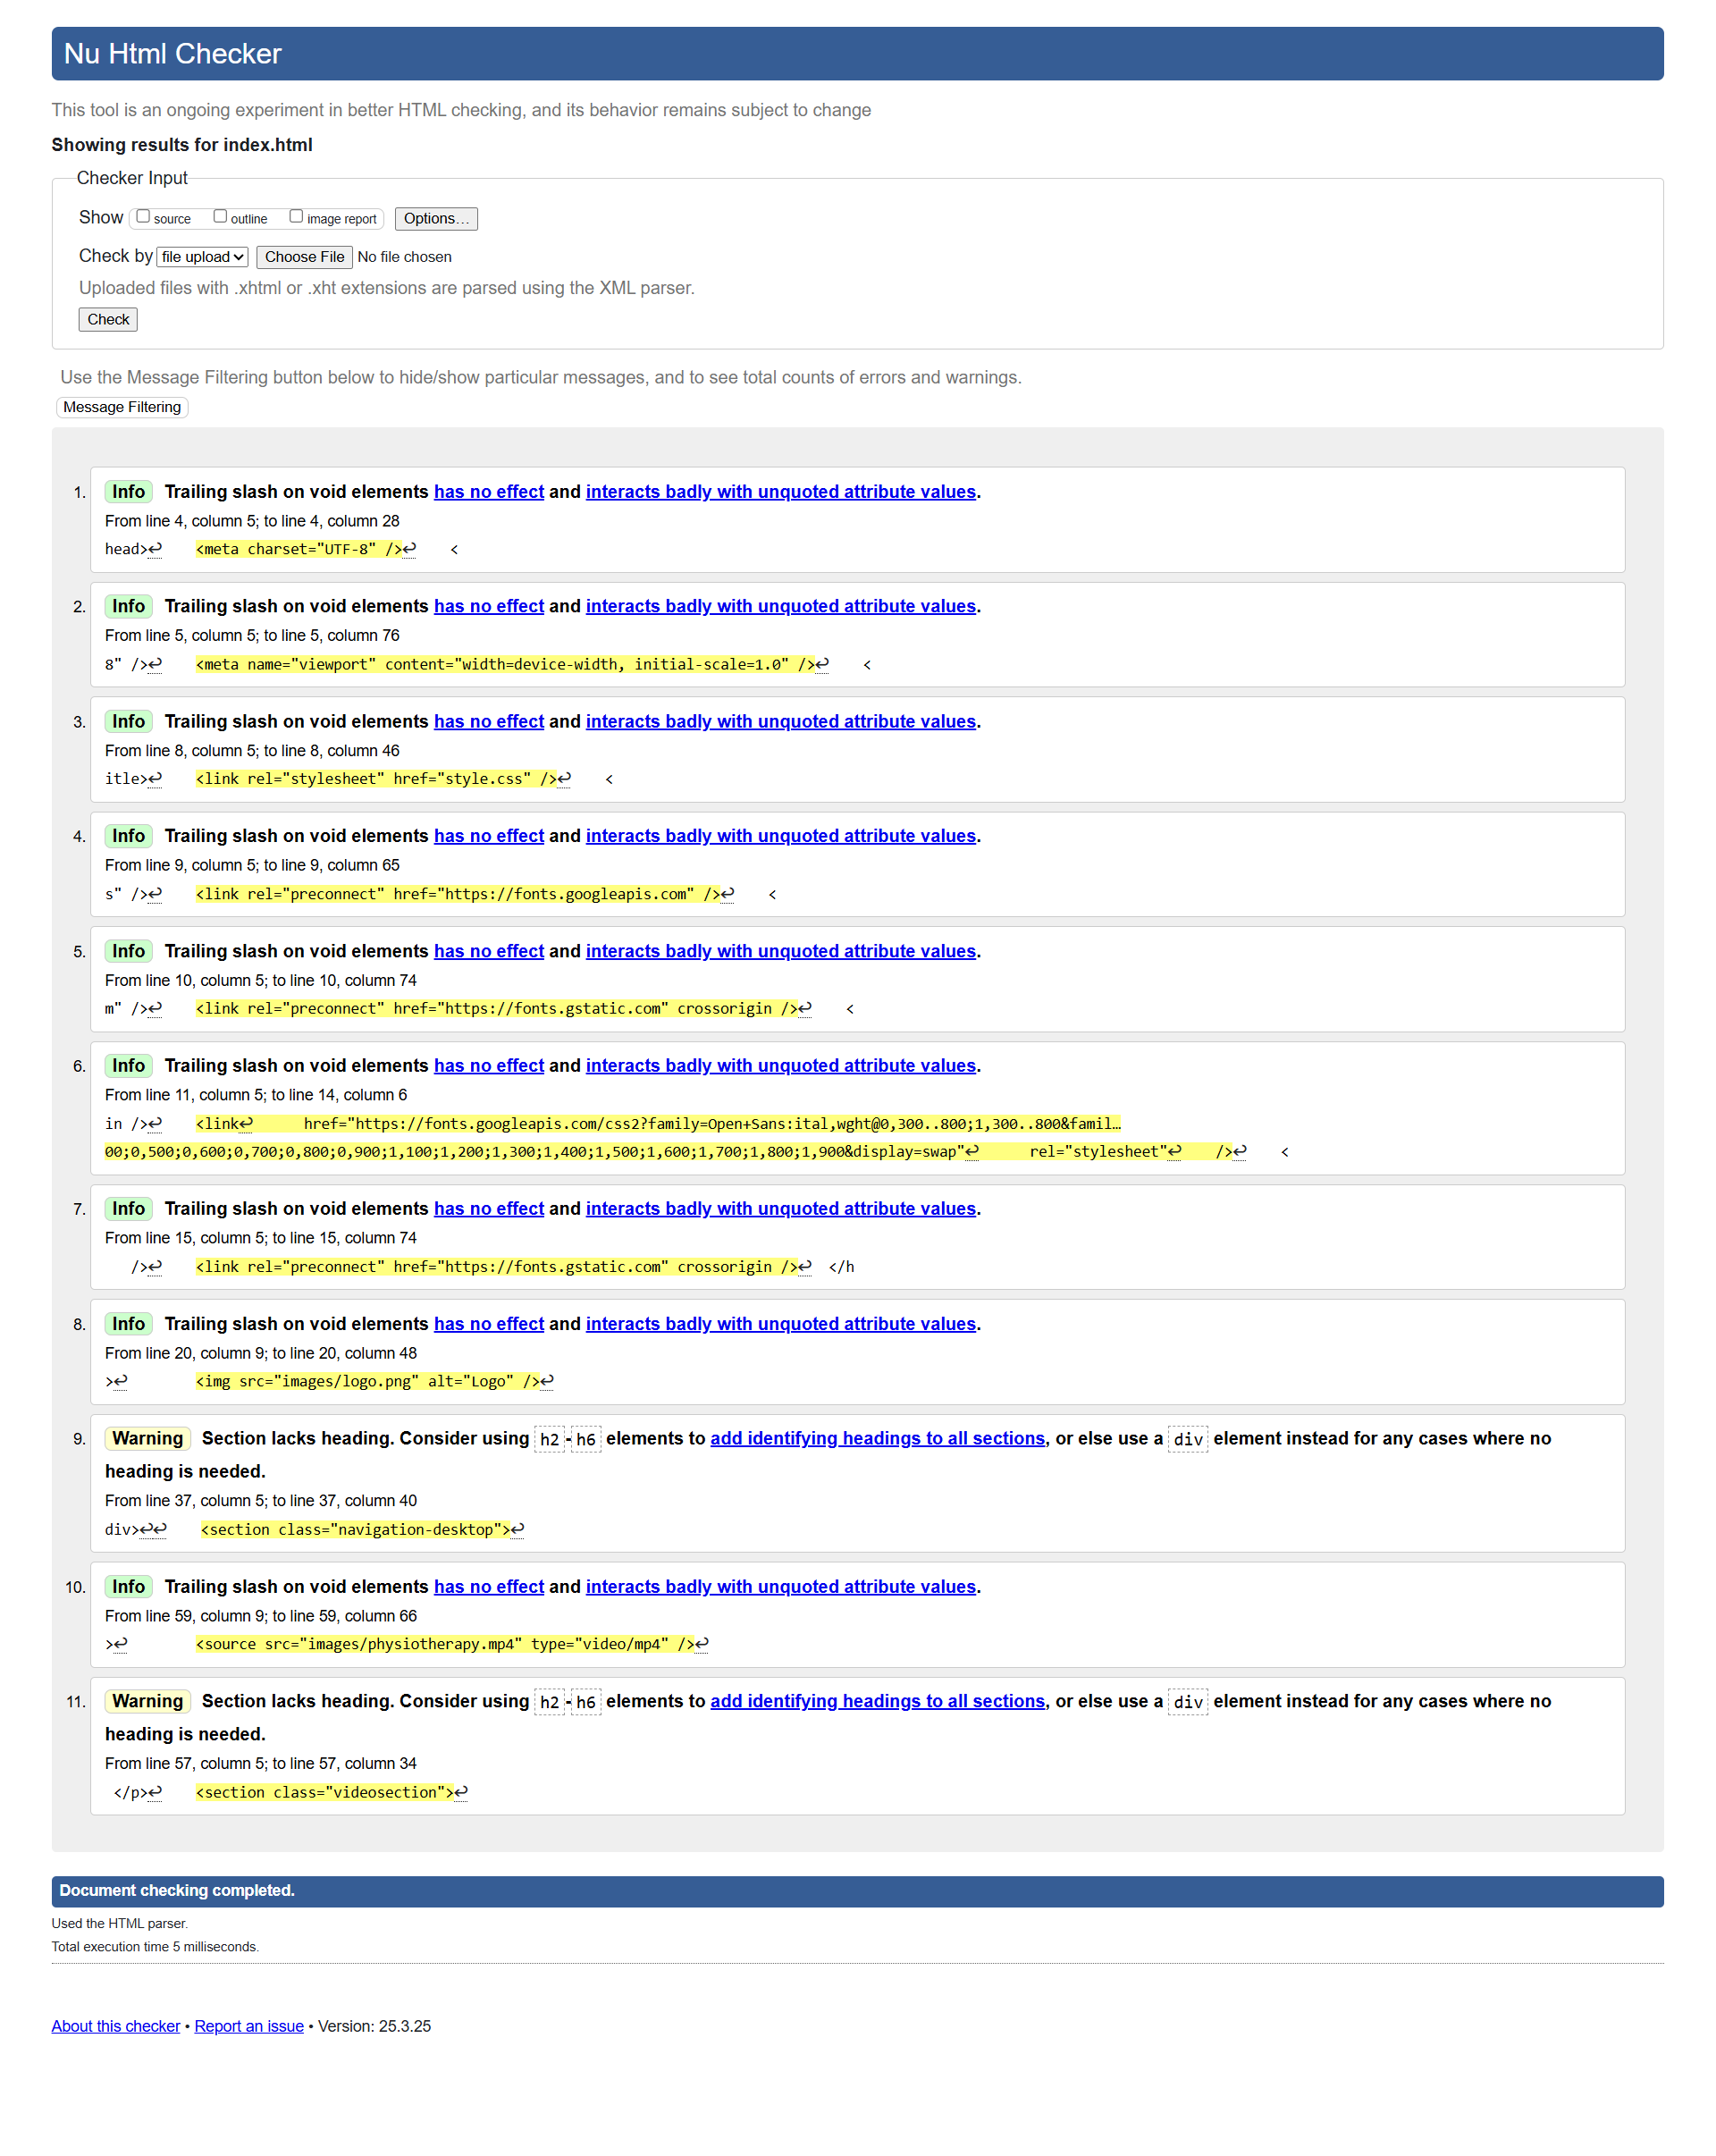 Nu Html Checker
This tool is an ongoing experiment in better HTML checking, and its behavior remains subject to change
Showing results for index.html
Checker Input
Show source outline image report Options...
Check by file upload Choose File No file chosen
Uploaded files with .xhtml or .xht extensions are parsed using the XML parser.
Check
Use the Message Filtering button below to hide/show particular messages, and to see total counts of errors and warnings.
Message Filtering
1. Info Trailing slash on void elements has no effect and interacts badly with unquoted attribute values.
From line 4, column 5; to line 4, column 28
head>↩ <meta charset="UTF-8" />↩ <
2. Info Trailing slash on void elements has no effect and interacts badly with unquoted attribute values.
From line 5, column 5; to line 5, column 76
8" />↩ <meta name="viewport" content="width=device-width, initial-scale=1.0" />↩ <
3. Info Trailing slash on void elements has no effect and interacts badly with unquoted attribute values.
From line 8, column 5; to line 8, column 46
itle>↩ <link rel="stylesheet" href="style.css" />↩ <
4. Info Trailing slash on void elements has no effect and interacts badly with unquoted attribute values.
From line 9, column 5; to line 9, column 65
s" />↩ <link rel="preconnect" href="https://fonts.googleapis.com" />↩ <
5. Info Trailing slash on void elements has no effect and interacts badly with unquoted attribute values.
From line 10, column 5; to line 10, column 74
m" />↩ <link rel="preconnect" href="https://fonts.gstatic.com" crossorigin />↩ <
6. Info Trailing slash on void elements has no effect and interacts badly with unquoted attribute values.
From line 11, column 5; to line 14, column 6
in />↩ <link↩ href="https://fonts.googleapis.com/css2?family=Open+Sans:ital,wght@0,300..800;1,300..800&famil…
00;0,500;0,600;0,700;0,800;0,900;1,100;1,200;1,300;1,400;1,500;1,600;1,700;1,800;1,900&display=swap"↩ rel="stylesheet"↩ />↩ <
7. Info Trailing slash on void elements has no effect and interacts badly with unquoted attribute values.
From line 15, column 5; to line 15, column 74
/>↩ <link rel="preconnect" href="https://fonts.gstatic.com" crossorigin />↩ </h
8. Info Trailing slash on void elements has no effect and interacts badly with unquoted attribute values.
From line 20, column 9; to line 20, column 48
>↩ <img src="images/logo.png" alt="Logo" />↩
9. Warning Section lacks heading. Consider using h2-h6 elements to add identifying headings to all sections, or else use a div element instead for any cases where no
heading is needed.
From line 37, column 5; to line 37, column 40
div>↩↩ <section class="navigation-desktop">↩
10. Info Trailing slash on void elements has no effect and interacts badly with unquoted attribute values.
From line 59, column 9; to line 59, column 66
>↩ <source src="images/physiotherapy.mp4" type="video/mp4" />↩
11. Warning Section lacks heading. Consider using h2-h6 elements to add identifying headings to all sections, or else use a div element instead for any cases where no
heading is needed.
From line 57, column 5; to line 57, column 34
</p>↩ <section class="videosection">↩
Document checking completed.
Used the HTML parser.
Total execution time 5 milliseconds.
About this checker • Report an issue • Version: 25.3.25